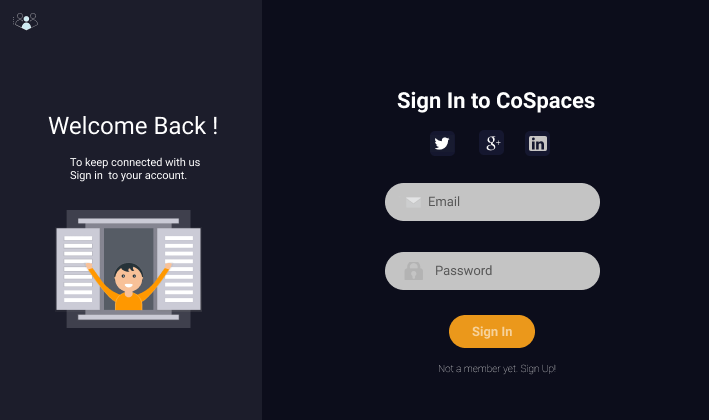 Welcome Back !
To keep connected with us
Sign in to your account.
Sign In to CoSpaces
g+
in
Email
Password
Sign In
Not a member yet. Sign Up!